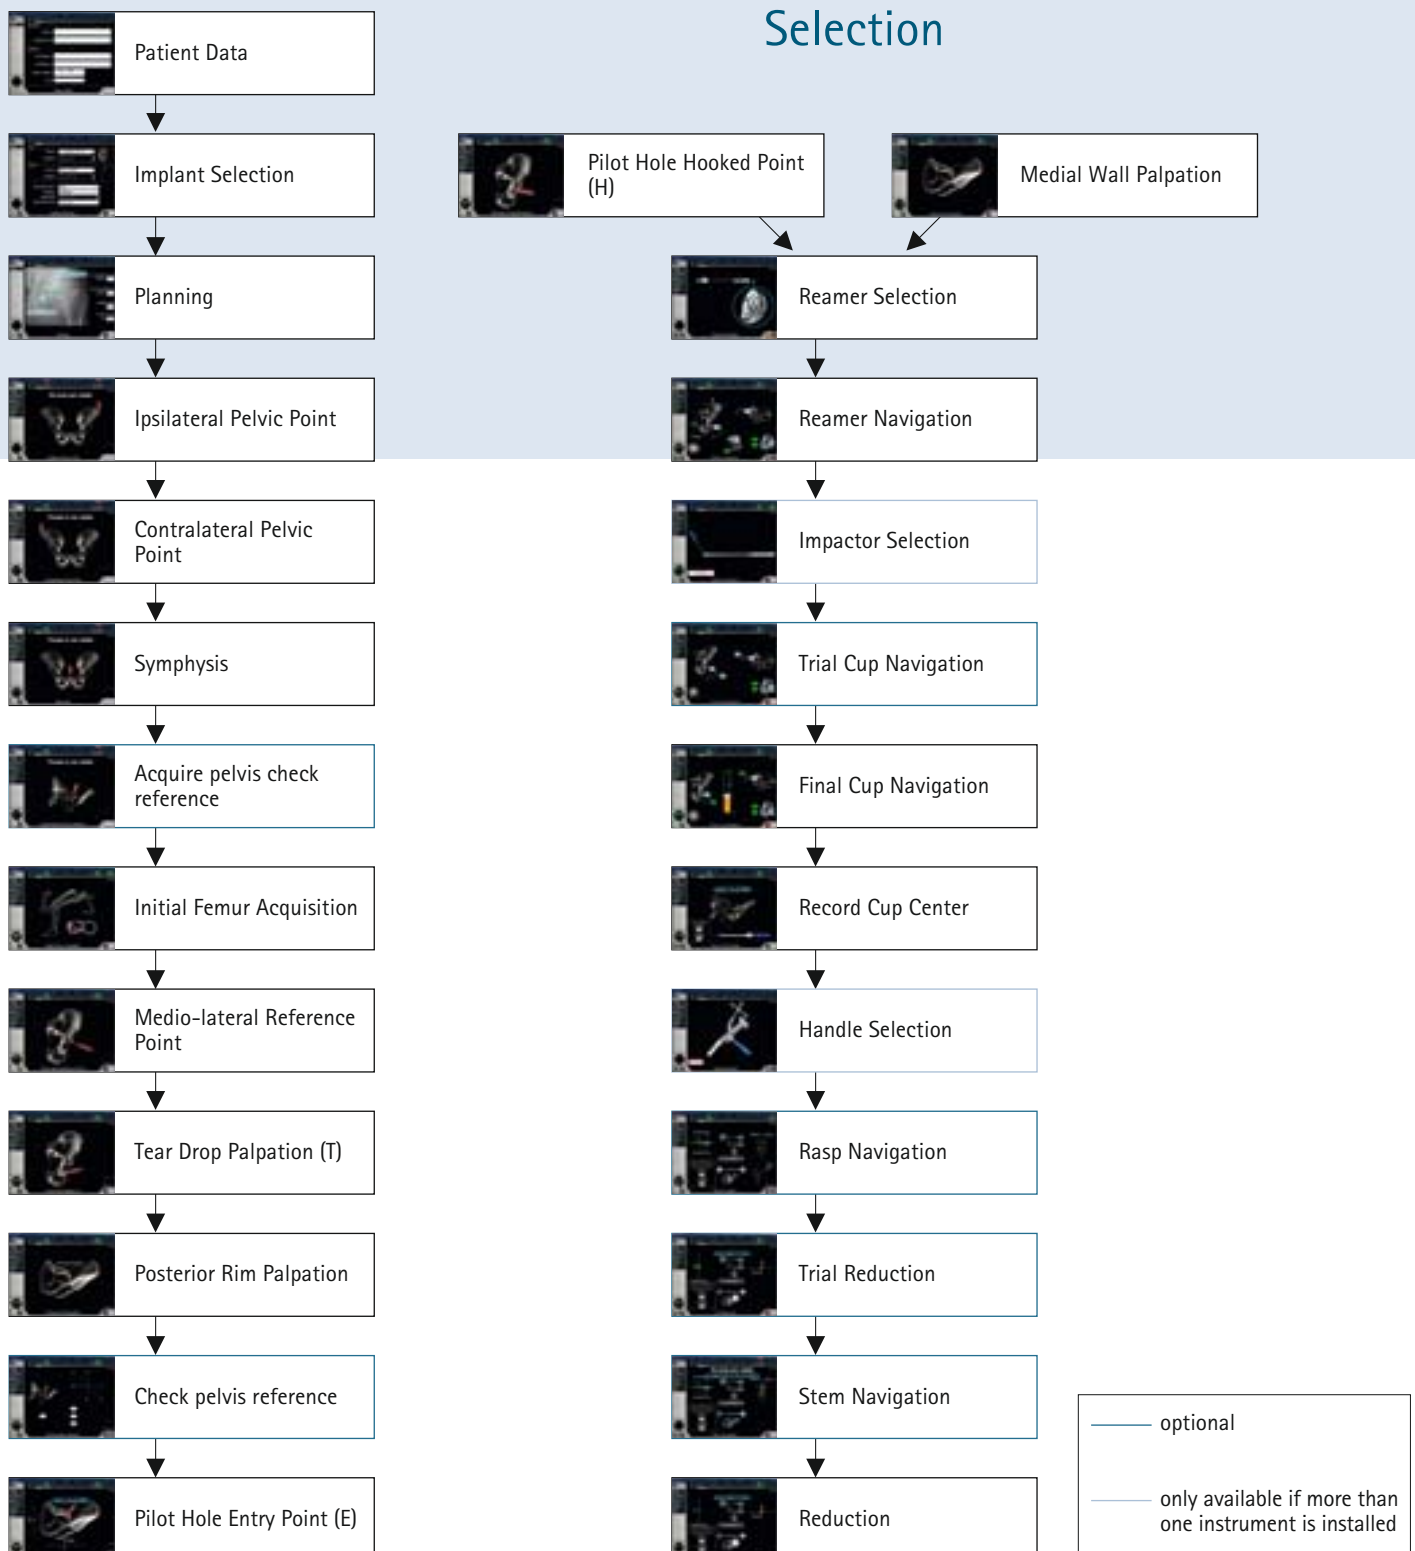 Selection
Patient Data
Implant Selection
Planning
Ipsilateral Pelvic Point
Contralateral Pelvic
Point
Symphysis
Acquire pelvis check
reference
Initial Femur Acquisition
Medio-lateral Reference
Point
Tear Drop Palpation (T)
Posterior Rim Palpation
Check pelvis reference
Pilot Hole Entry Point (E)
Pilot Hole Hooked Point
(H)
Medial Wall Palpation
Reamer Selection
Reamer Navigation
Impactor Selection
Trial Cup Navigation
Final Cup Navigation
Record Cup Center
Handle Selection
Rasp Navigation
Trial Reduction
Stem Navigation
Reduction
optional
only available if more than
one instrument is installed